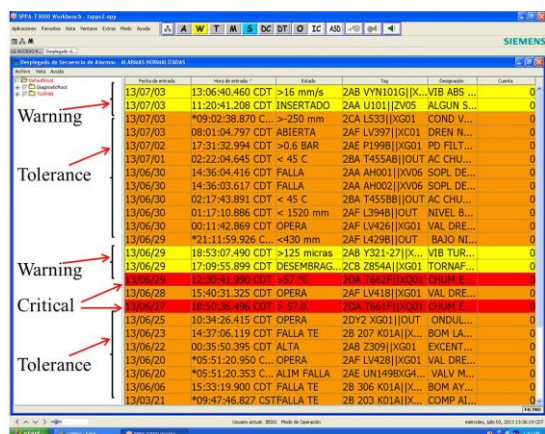 SPPA-T3000 Workbench - tapps2-app
Aplicaciones Favoritos Vista Ventana Extras Modo Ayuda
A W T M S DC DT O IC ASD
SIEMENS
Desplegado d...
Desplegado de Secuencia de Alarmas - ALARMAS NORMALIZADAS
Archivo Vista Ayuda
DefaultRoot
DiagnosticRoot
TUXPAN
Fecha de entrada Hora de entrada Estado Tag Designación Cuenta
13/07/03 13:06:40.460 CDT >16 mm/s 2AB VYN101G||X... VIB ABS 0
13/07/03 11:20:41.208 CDT INSERTADO 2AA U101||ZV05 ALGUN S... 0
13/07/03 *09:02:38.870 C... >-250 mm 2CA L533||XG01 COND V... 0
13/07/03 08:01:04.797 CDT ABIERTA 2AF LV397||XC01 DREN N... 0
13/07/02 17:31:32.994 CDT >0.6 BAR 2AE P199B||XG01 PD FILT... 0
13/07/01 02:22:04.645 CDT < 45 C 2BA T455AB||OUT AC CHU... 0
13/06/30 14:36:04.416 CDT FALLA 2AA AH001||XV06 SOPL DE... 0
13/06/30 14:36:03.617 CDT FALLA 2AA AH002||XV06 SOPL DE... 0
13/06/30 02:17:43.891 CDT < 45 C 2BA T455BB||OUT AC CHU... 0
13/06/30 01:17:10.886 CDT < 1520 mm 2AF L394B||OUT NIVEL B... 0
13/06/30 00:11:42.869 CDT OPERA 2AF LV426||XG01 VAL DRE... 0
13/06/29 *21:11:59.926 C... <430 mm 2AF L429B||OUT BAJO NI... 0
13/06/29 18:53:07.490 CDT >125 micras 2AB Y321-27||X... VIB TUR... 0
13/06/29 17:09:55.899 CDT DESEMBRAG... 2CB Z854A||XG01 TORNAF... 0
13/06/29 12:30:41.990 CDT >57 °C 2DA T662F||XQ01 CHUM E... 0
13/06/28 15:40:31.325 CDT OPERA 2AF LV418||XG01 VAL DRE... 0
13/06/27 18:50:36.496 CDT > 57.0 2DA T661F||XQ01 CHUM E... 0
13/06/25 10:34:26.415 CDT OPERA 2DY2 XG01||OUT ONDUL... 0
13/06/23 14:37:06.119 CDT FALLA TE 2B 207 K01A||X... BOM LA... 0
13/06/22 00:35:50.395 CDT ALTA 2AB Z309||XG01 EXCENT... 0
13/06/20 *05:51:20.950 C... OPERA 2AF LV428||XG01 VAL DRE... 0
13/06/20 *05:51:20.353 C... ALIM FALLA 2AE UN1498XG4... VALV M... 0
13/06/06 15:33:19.900 CDT FALLA TE 2B 306 K01A||X... BOM AY... 0
13/03/21 *09:47:46.827 CST FALLA TE 2B 203 K01A||X... COMP AI... 0
Warning
Tolerance
Warning
Critical
Tolerance
FILTRO
Modo de Operación
miércoles, julio 03, 2013 13:36:19 CDT